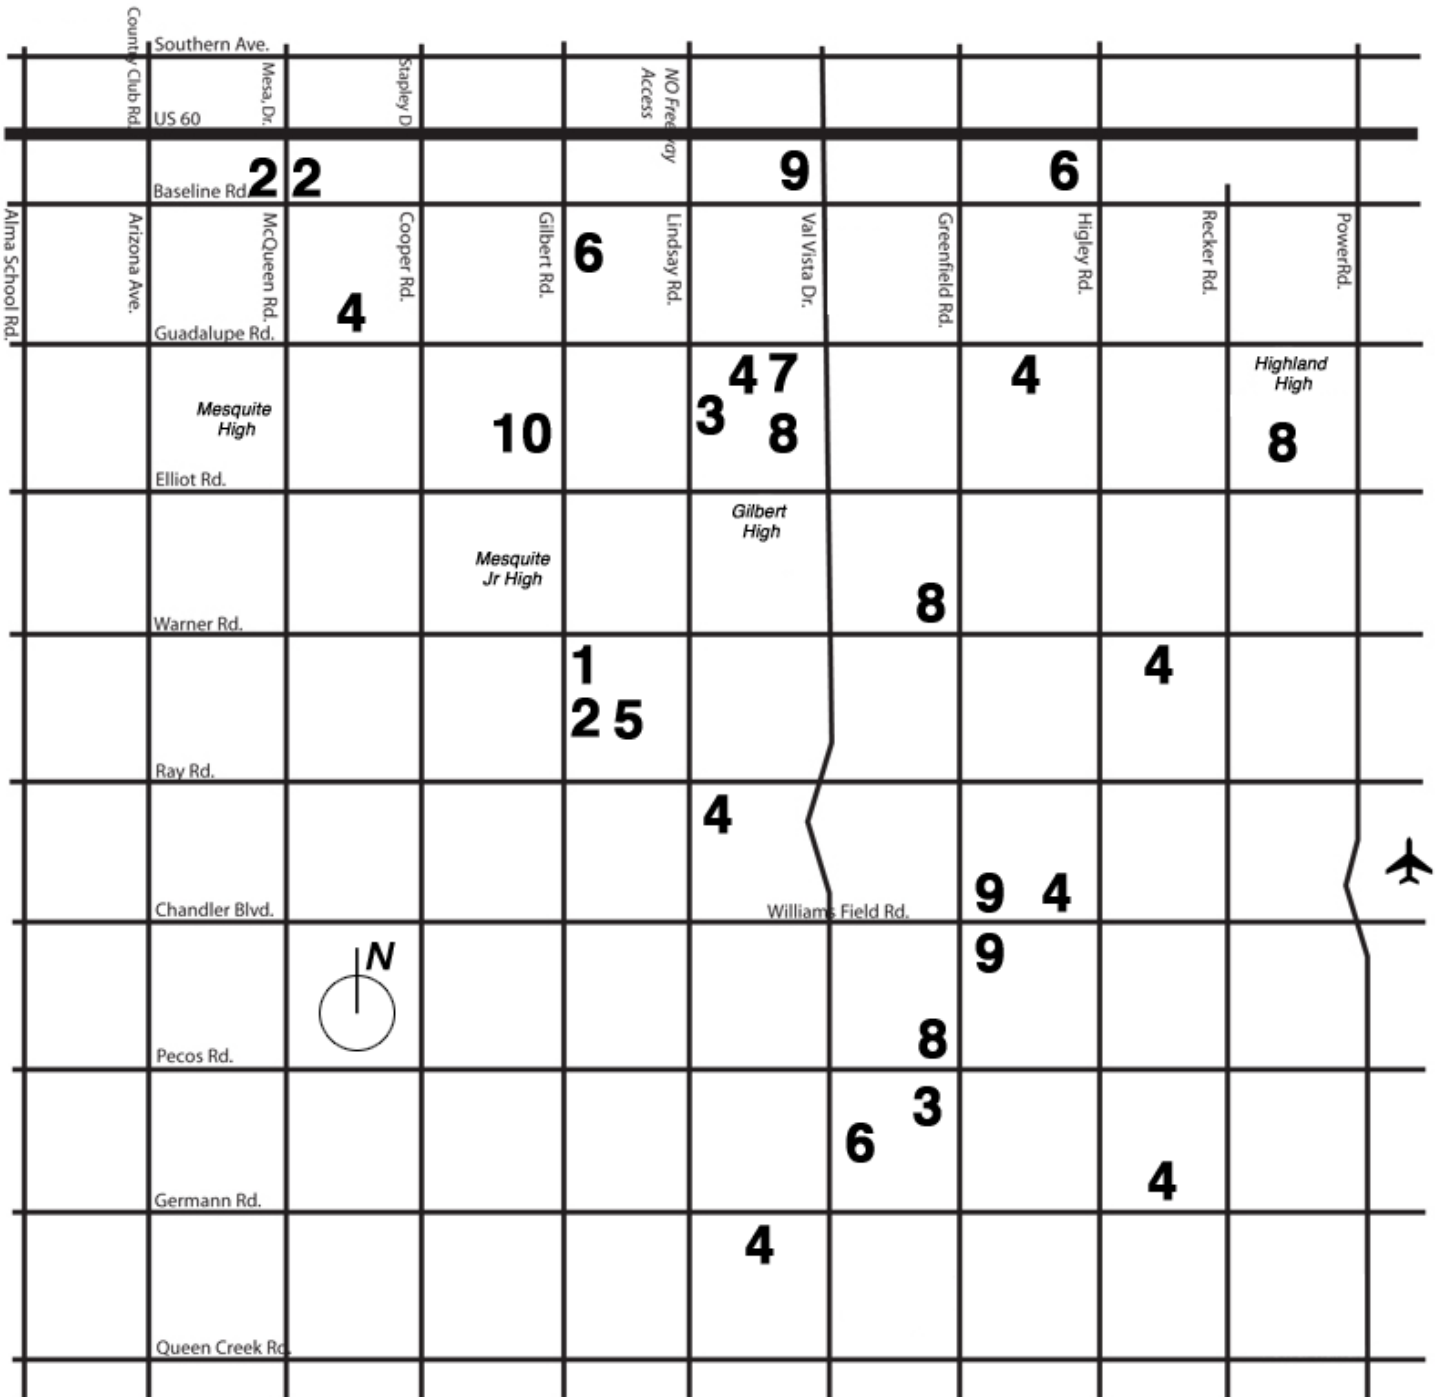 Country Club Rd.
Southern Ave.
Mesa, Dr.
Stapley D
NO Freeway
Access
US 60
2 2
9
6
Baseline Rd.
Alma School Rd.
Arizona Ave.
McQueen Rd.
Cooper Rd.
Gilbert Rd.
Lindsay Rd.
Val Vista Dr.
Greenfield Rd.
Higley Rd.
Recker Rd.
PowerRd.
6
4
Guadalupe Rd.
4 7
4
Highland
High
Mesquite
High
3
10
8
8
Elliot Rd.
Gilbert
High
Mesquite
Jr High
8
Warner Rd.
1
4
2 5
Ray Rd.
4
9 4
Chandler Blvd.
Williams Field Rd.
N
9
8
Pecos Rd.
3
6
4
Germann Rd.
4
Queen Creek Rd.